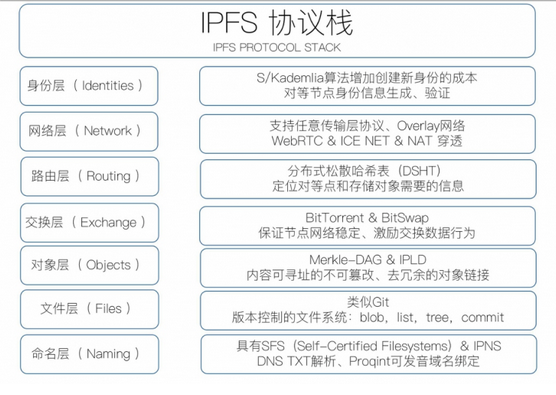 IPFS 协议栈
IPFS PROTOCOL STACK
身份层（ Identities ）
S/Kademlia算法增加创建新身份的成本
对等节点身份信息生成、验证
网络层（ Network ）
支持任意传输层协议、Overlay网络
WebRTC & ICE NET & NAT 穿透
路由层（ Routing ）
分布式松散哈希表（DSHT）
定位对等点和存储对象需要的信息
交换层（ Exchange ）
BitTorrent & BitSwap
保证节点网络稳定、激励交换数据行为
对象层（ Objects ）
Merkle-DAG & IPLD
内容可寻址的不可篡改、去冗余的对象链接
文件层（ Files ）
类似Git
版本控制的文件系统：blob，list，tree，commit
命名层（ Naming ）
具有SFS（Self-Certified Filesystems）& IPNS
DNS TXT解析、Proqint可发音域名绑定